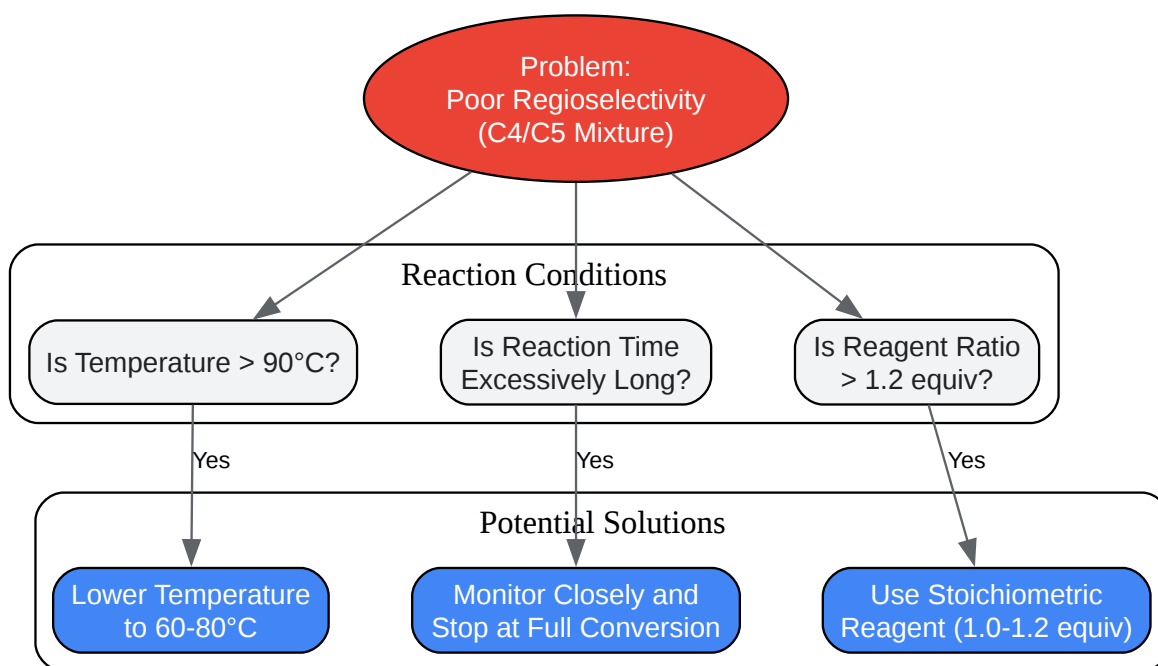 Problem:
Poor Regioselectivity
(C4/C5 Mixture)
Reaction Conditions
Is Temperature > 90°C?
Is Reaction Time
Excessively Long?
Is Reagent Ratio
> 1.2 equiv?
Yes
Yes
Yes
Potential Solutions
Lower Temperature
to 60-80°C
Monitor Closely and
Stop at Full Conversion
Use Stoichiometric
Reagent (1.0-1.2 equiv)